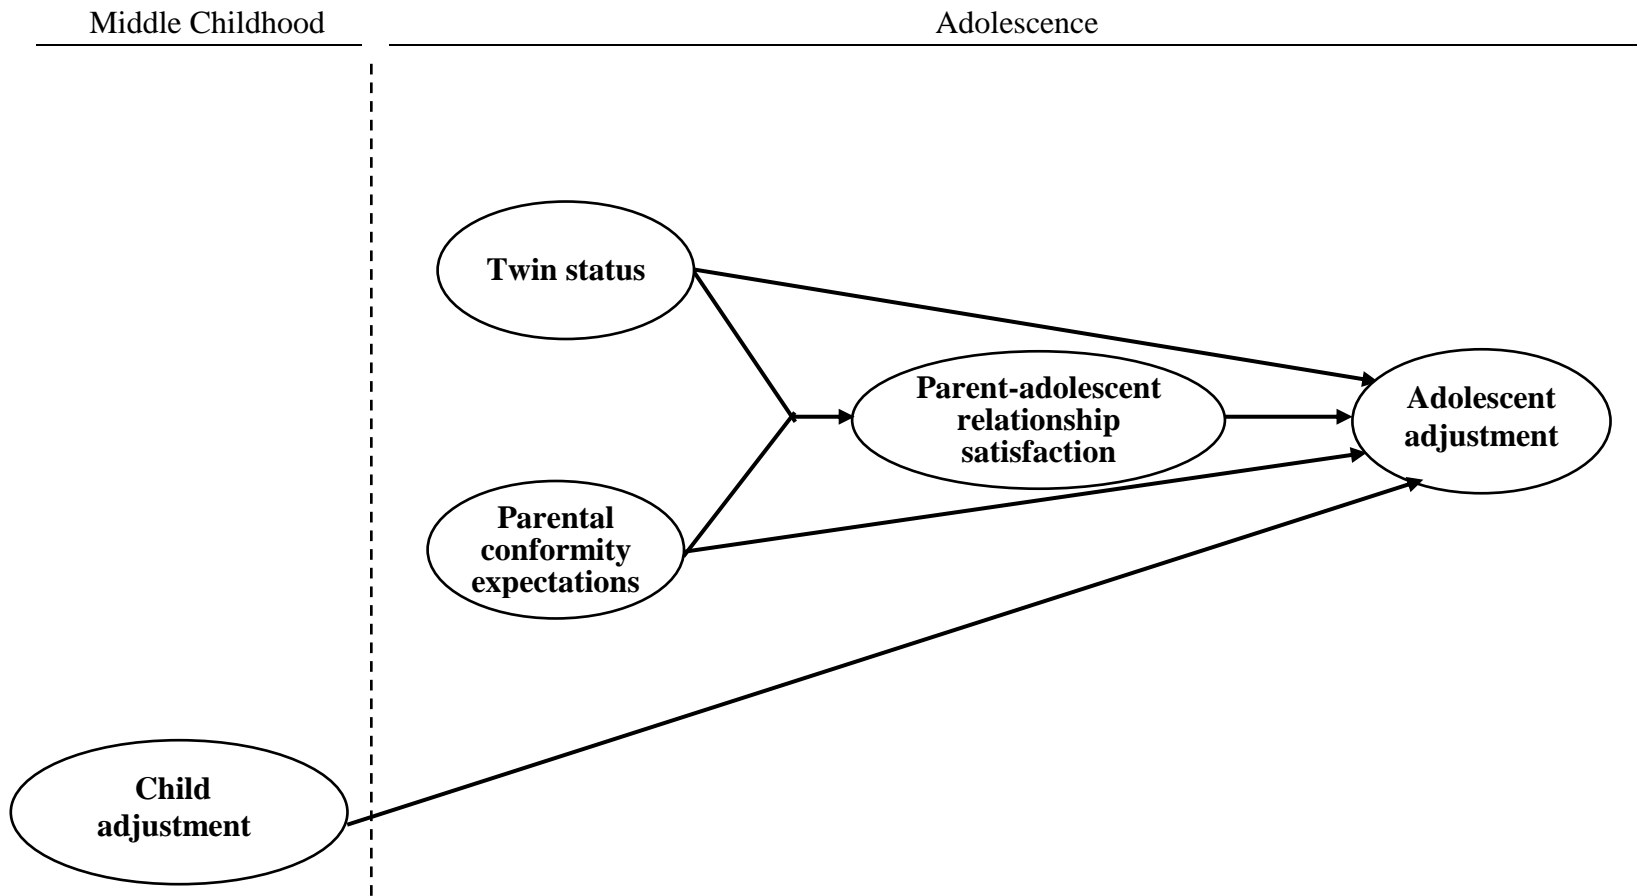 Middle Childhood
Adolescence
Twin status
Parent-adolescent
relationship
satisfaction
Adolescent
adjustment
Parental
conformity
expectations
Child
adjustment